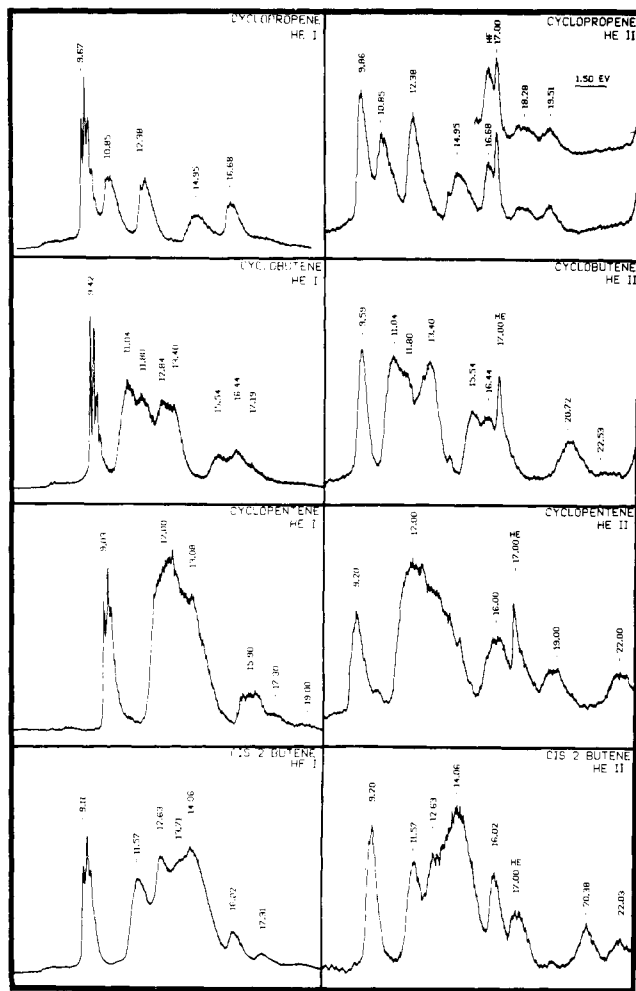 CYCLOPROPENE
HE I
- 9.67
10.85
12.38
- 14.95
- 16.68
CYCLOPROPENE
HE II
9.86
- 10.85
12.38
- 14.95
HE
- 17.00
- 16.68
- 18.28
- 19.51
1.50 EV
CYCLOBUTENE
HE I
9.42
11.04
11.80
12.84
13.40
15.54
16.44
17.19
CYCLOBUTENE
HE II
- 9.59
- 11.04
11.80
- 13.40
15.54
- 16.44
17.00 HE
- 20.72
- 22.59
CYCLOPENTENE
HE I
9.03
12.00
13.08
15.90
- 17.30
- 19.00
CYCLOPENTENE
HE II
9.20
12.00
- 16.00
- 17.00 HE
- 19.00
- 22.00
CIS 2 BUTENE
HE I
- 11.57
12.63
13.71
14.06
17.31
CIS 2 BUTENE
HE II
9.20
- 11.57
- 12.63
- 14.06
16.02
17.00
HE
- 20.38
22.03